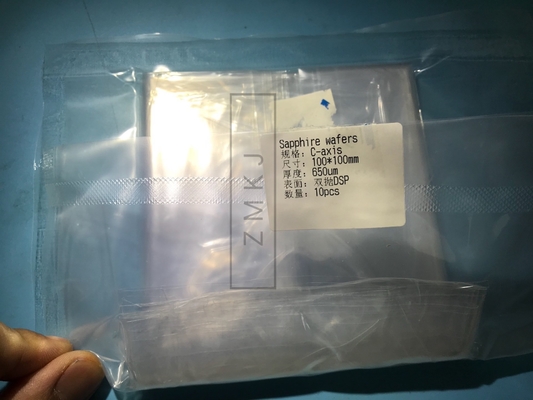 Sapphire wafers
规格: C-axis
尺寸: 100*100mm
厚度: 650um
表面: 双抛DSP
数量: 10pcs
ZMKJ